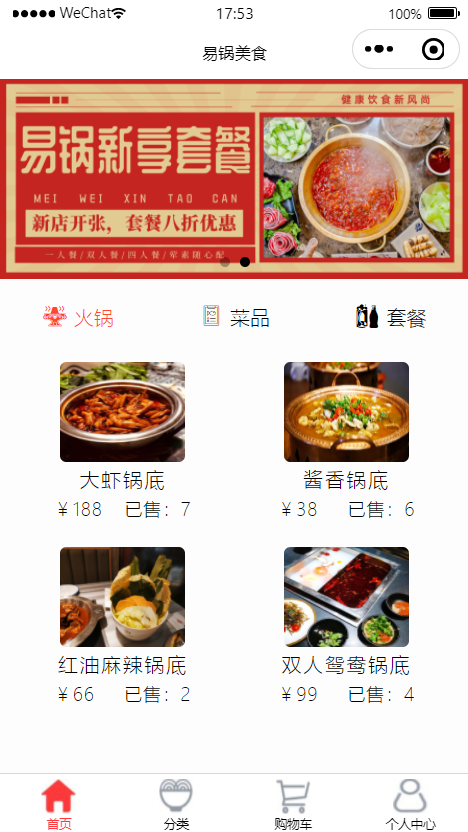 WeChat 17:53 100%
易锅美食
健康饮食新风尚
易锅新享套餐
MEI WEI XIN TAO CAN
新店开张，套餐八折优惠
一人餐/双人餐/四人餐/荤素随心配
火锅 菜品 套餐
大虾锅底 酱香锅底
￥188 已售：7 ￥38 已售：6
红油麻辣锅底 双人鸳鸯锅底
￥66 已售：2 ￥99 已售：4
首页 分类 购物车 个人中心